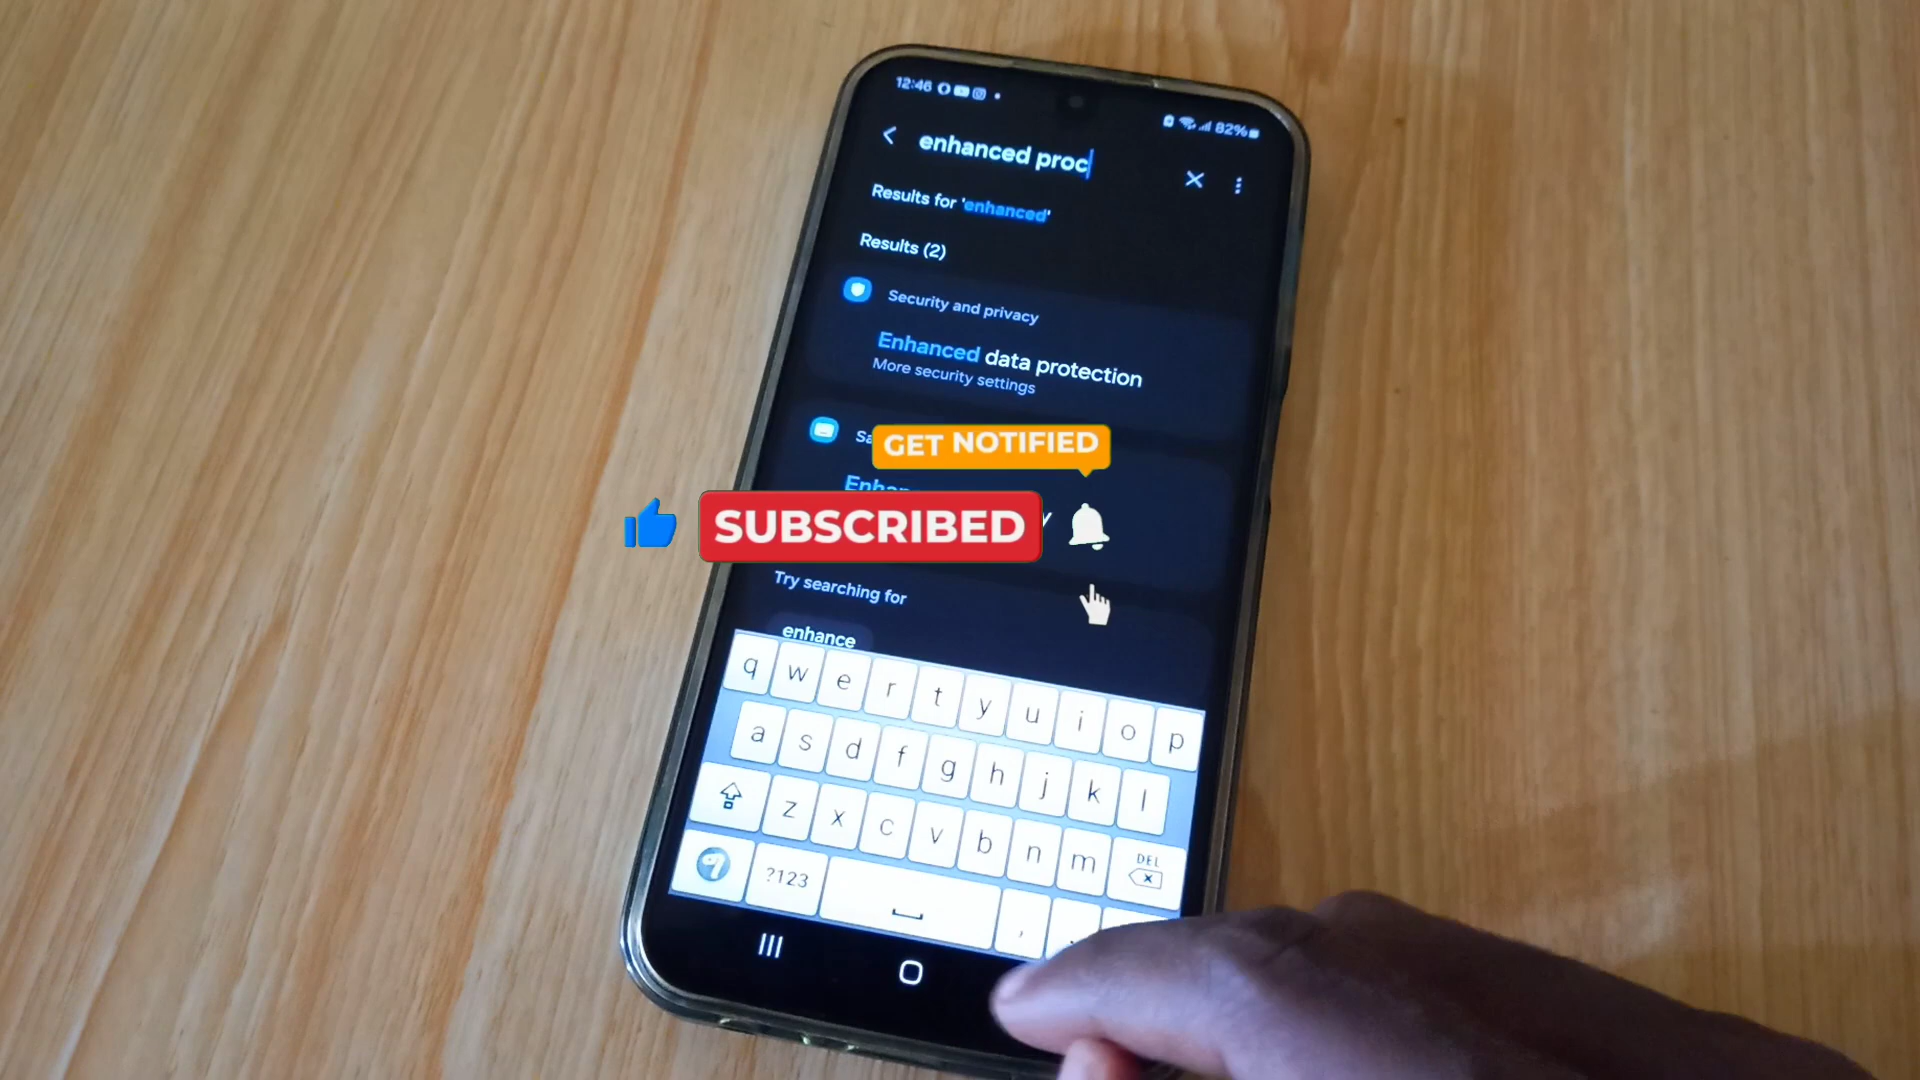 12:46
82%
enhanced proc
Results for 'enhanced'
Results (2)
Security and privacy
Enhanced data protection
More security settings
GET NOTIFIED
SUBSCRIBED
Try searching for
enhance
q w e r t y u i o p
a s d f g h j k l
z x c v b n m DEL
?123 ,